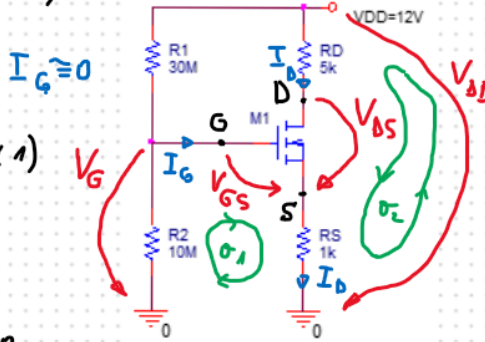 VDD=12V
R1
30M
I_D
RD
5k
I_G≅0
D
V_DS
G
M1
1)
V_G
I_G
V_GS
S
σ_1
σ_2
R2
10M
RS
1k
I_D
0
0